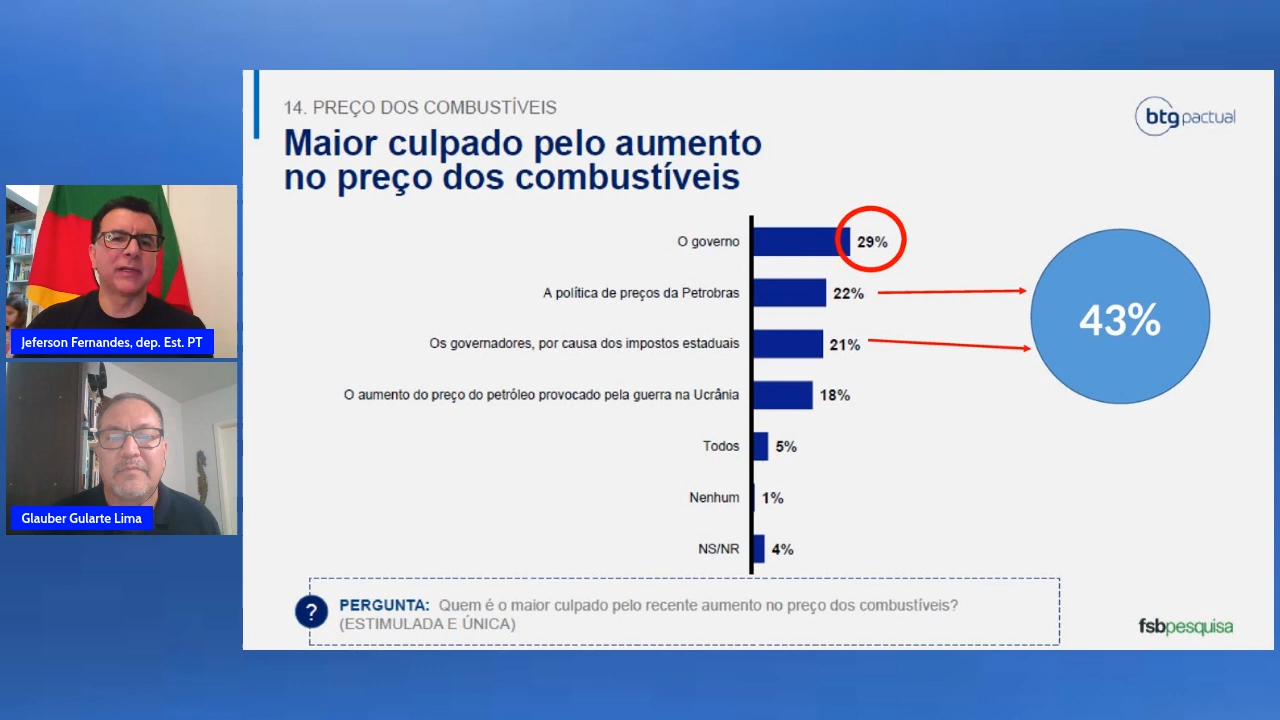 14. PREÇO DOS COMBUSTÍVEIS
Maior culpado pelo aumento
no preço dos combustíveis
btgpactual
O governo 29%
A política de preços da Petrobras 22%
Os governadores, por causa dos impostos estaduais 21%
43%
O aumento do preço do petróleo provocado pela guerra na Ucrânia 18%
Todos 5%
Nenhum 1%
NS/NR 4%
? PERGUNTA: Quem é o maior culpado pelo recente aumento no preço dos combustíveis?
(ESTIMULADA E ÚNICA)
fsbpesquisa
Jeferson Fernandes, dep. Est. PT
Glauber Gularte Lima